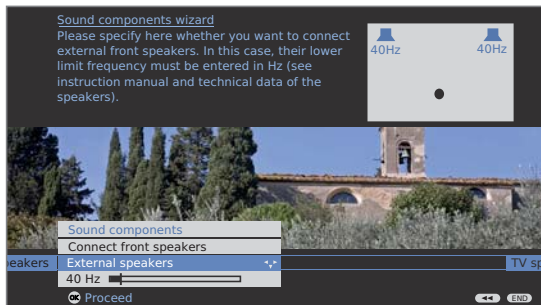 Sound components wizard
Please specify here whether you want to connect
external front speakers. In this case, their lower
limit frequency must be entered in Hz (see
instruction manual and technical data of the
speakers).
40Hz 40Hz
Sound components
Connect front speakers
eakers External speakers TV sp
40 Hz
OK Proceed
END